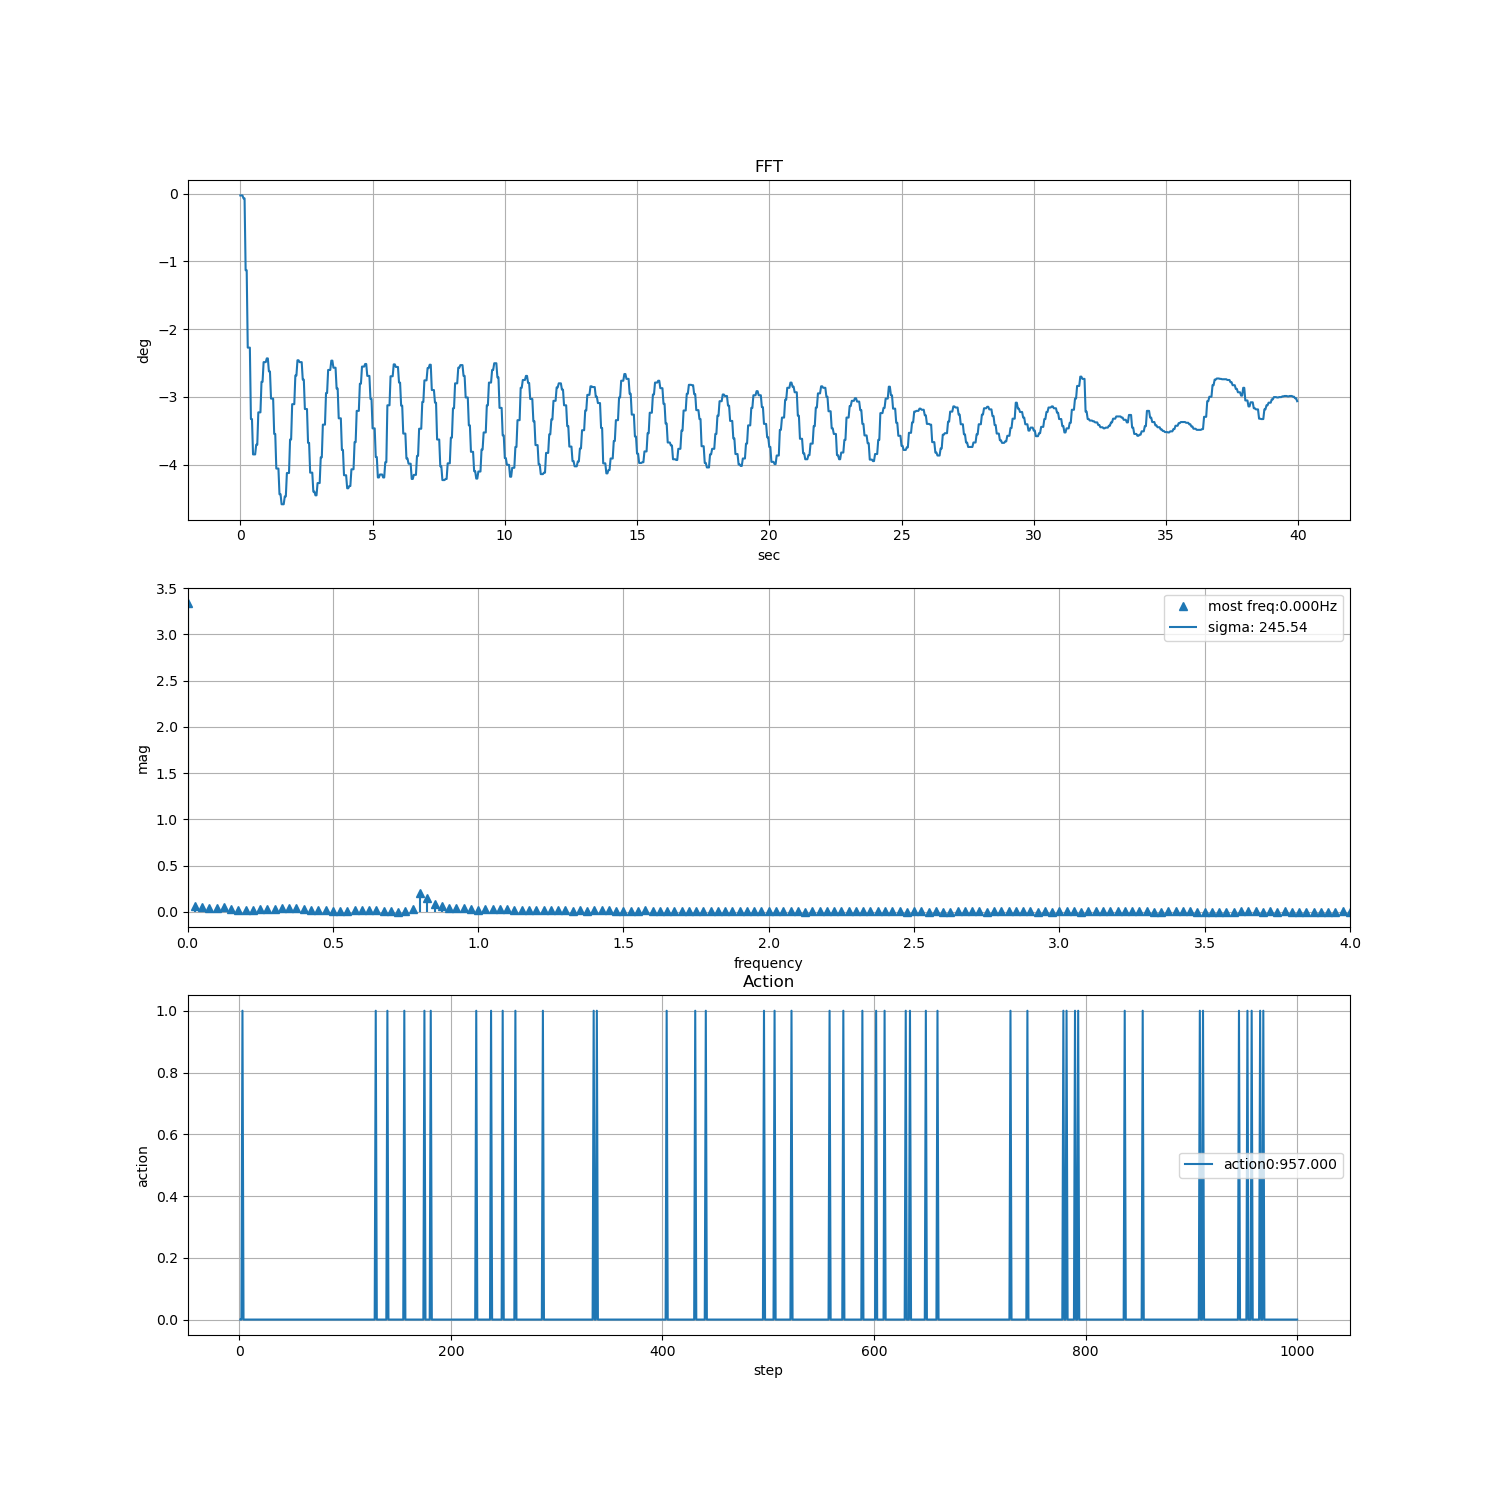 FFT
0
−1
−2
−3
−4
deg
0 5 10 15 20 25 30 35 40
sec
3.5
3.0
2.5
2.0
1.5
1.0
0.5
0.0
mag
most freq:0.000Hz
sigma: 245.54
0.0 0.5 1.0 1.5 2.0 2.5 3.0 3.5 4.0
frequency
Action
1.0
0.8
0.6
0.4
0.2
0.0
action
action0:957.000
0 200 400 600 800 1000
step